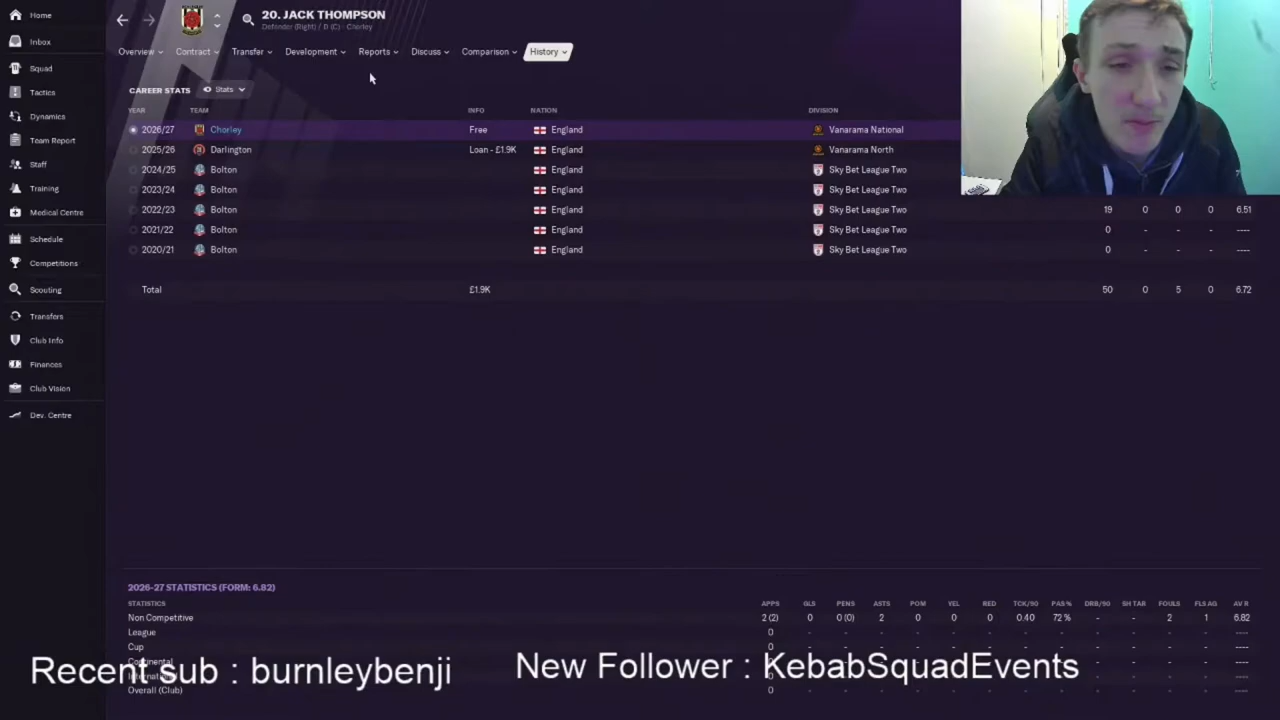 Home
Inbox
Squad
Tactics
Dynamics
Team Report
Staff
Training
Medical Centre
Schedule
Competitions
Scouting
Transfers
Club Info
Finances
Club Vision
Dev. Centre
20. JACK THOMPSON
Defender (Right) / D (C) - Chorley
Overview Contract Transfer Development Reports Discuss Comparison History
CAREER STATS Stats
YEAR TEAM INFO NATION DIVISION
2026/27 Chorley Free England Vanarama National
2025/26 Darlington Loan - £1.9K England Vanarama North
2024/25 Bolton England Sky Bet League Two
2023/24 Bolton England Sky Bet League Two
2022/23 Bolton England Sky Bet League Two 19 0 0 0 6.51
2021/22 Bolton England Sky Bet League Two 0 - - - ----
2020/21 Bolton England Sky Bet League Two 0 - - - ----
Total £1.9K 50 0 5 0 6.72
2026-27 STATISTICS (FORM: 6.82)
STATISTICS APPS GLS PENS ASTS POM YEL RED TCK/90 PAS % DRB/90 SH TAR FOULS FLS AG AV R
Non Competitive 2 (2) 0 0 (0) 2 0 0 0 0.40 72 % - - 2 1 6.82
League 0 - - - - - - - - - - - - ----
Cup 0 - - - - - - - - - - - - ----
Continental
Overall (Club) 0 - - - - - - - - - - - - ----
Recent sub : burnleybenji
New Follower : KebabSquadEvents